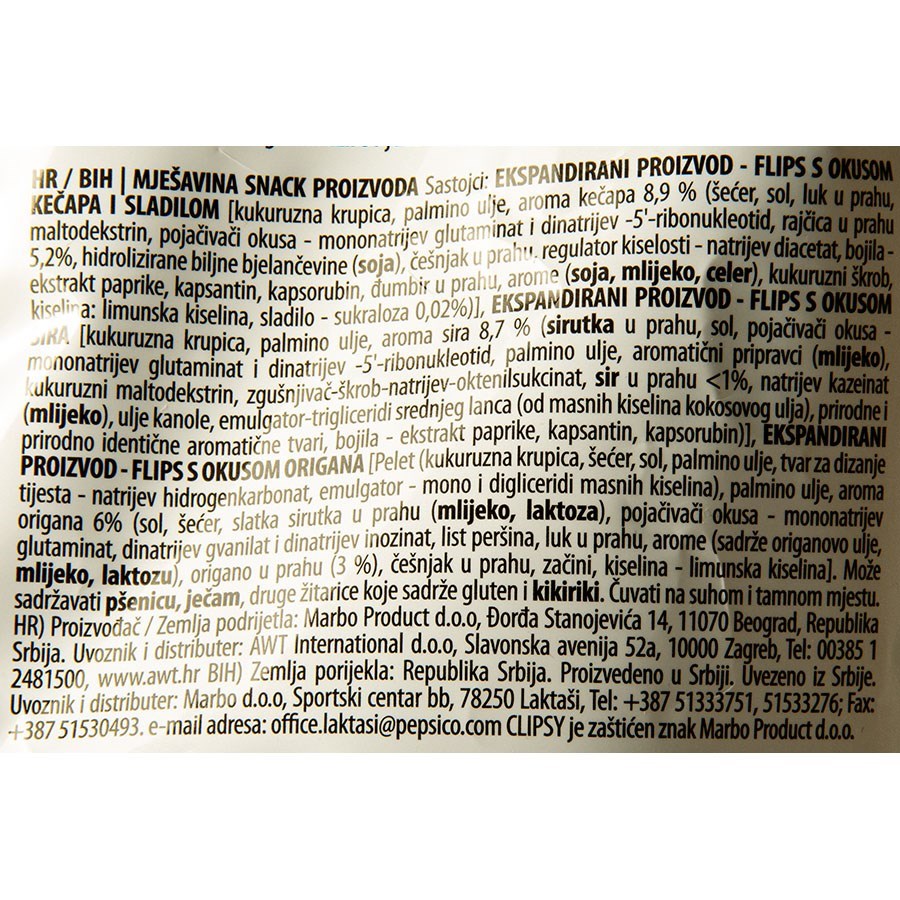 HR / BIH | MJEŠAVINA SNACK PROIZVODA Sastojci: EKSPANDIRANI PROIZVOD - FLIPS S OKUSOM
KEČAPA I SLADILOM [kukuruzna krupica, palmino ulje, aroma kečapa 8,9 % (šećer, sol, luk u prahu,
maltodekstrin, pojačivači okusa - mononatrijev glutaminat i dinatrijev -5'-ribonukleotid, rajčica u prahu
5,2%, hidrolizirane biljne bjelančevine (soja), češnjak u prahu, regulator kiselosti - natrijev diacetat, bojila -
ekstrakt paprike, kapsantin, kapsorubin, đumbir u prahu, arome (soja, mlijeko, celer), kukuruzni škrob,
kiselina: limunska kiselina, sladilo - sukraloza 0,02%)], EKSPANDIRANI PROIZVOD - FLIPS S OKUSOM
SIRA [kukuruzna krupica, palmino ulje, aroma sira 8,7 % (sirutka u prahu, sol, pojačivači okusa -
mononatrijev glutaminat i dinatrijev -5'-ribonukleotid, palmino ulje, aromatični pripravci (mlijeko),
kukuruzni maltodekstrin, zgušnjivač-škrob-natrijev-oktenilsukcinat, sir u prahu <1%, natrijev kazeinat
(mlijeko), ulje kanole, emulgator-trigliceridi srednjeg lanca (od masnih kiselina kokosovog ulja), prirodne i
prirodno identične aromatične tvari, bojila - ekstrakt paprike, kapsantin, kapsorubin)], EKSPANDIRANI
PROIZVOD - FLIPS S OKUSOM ORIGANA [Pelet (kukuruzna krupica, šećer, sol, palmino ulje, tvar za dizanje
tijesta - natrijev hidrogenkarbonat, emulgator - mono i digliceridi masnih kiselina), palmino ulje, aroma
origana 6% (sol, šećer, slatka sirutka u prahu (mlijeko, laktoza), pojačivači okusa - mononatrijev
glutaminat, dinatrijev gvanilat i dinatrijev inozinat, list peršina, luk u prahu, arome (sadrže origanovo ulje,
mlijeko, laktozu), origano u prahu (3 %), češnjak u prahu, začini, kiselina - limunska kiselina]. Može
sadržavati pšenicu, ječam, druge žitarice koje sadrže gluten i kikiriki. Čuvati na suhom i tamnom mjestu.
HR) Proizvođač / Zemlja podrijetla: Marbo Product d.o.o, Đorđa Stanojevića 14, 11070 Beograd, Republika
Srbija. Uvoznik i distributer: AWT International d.o.o, Slavonska avenija 52a, 10000 Zagreb, Tel: 00385 1
2481500, www.awt.hr BIH) Zemlja porijekla: Republika Srbija. Proizvedeno u Srbiji. Uvezeno iz Srbije.
Uvoznik i distributer: Marbo d.o.o, Sportski centar bb, 78250 Laktaši, Tel: +387 51333751, 51533276; Fax:
+387 51530493. e-mail adresa: office.laktasi@pepsico.com CLIPSY je zaštićen znak Marbo Product d.o.o.